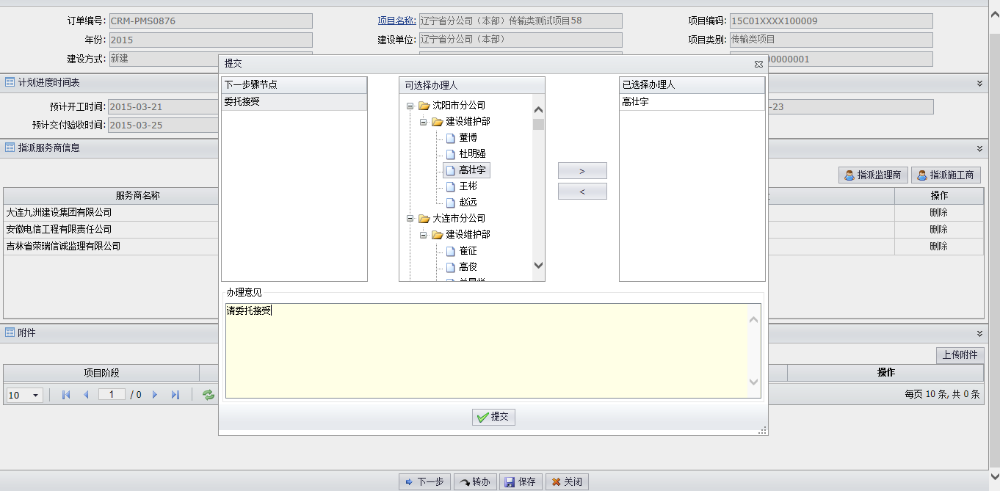 订单编号: CRM-PMS0876 项目名称: 辽宁省分公司（本部）传输类测试项目58 项目编码: 15C01XXXX100009
年份: 2015 建设单位: 辽宁省分公司（本部） 项目类别: 传输类项目
建设方式: 新建 00000001
提交
计划进度时间表
预计开工时间: 2015-03-21 -23
预计交付验收时间: 2015-03-25
指派服务商信息
指派监理商 指派施工商
服务商名称 操作
大连九洲建设集团有限公司 删除
安徽电信工程有限责任公司 删除
吉林省荣瑞信诚监理有限公司 删除
下一步骤节点
委托接受
可选择办理人
沈阳市分公司
建设维护部
董博
杜明强
高壮宇
王彬
赵远
大连市分公司
建设维护部
崔征
高俊
>
<
已选择办理人
高壮宇
办理意见
请委托接受
提交
附件
上传附件
项目阶段 操作
10 1 / 0 每页 10 条, 共 0 条
下一步 转办 保存 关闭